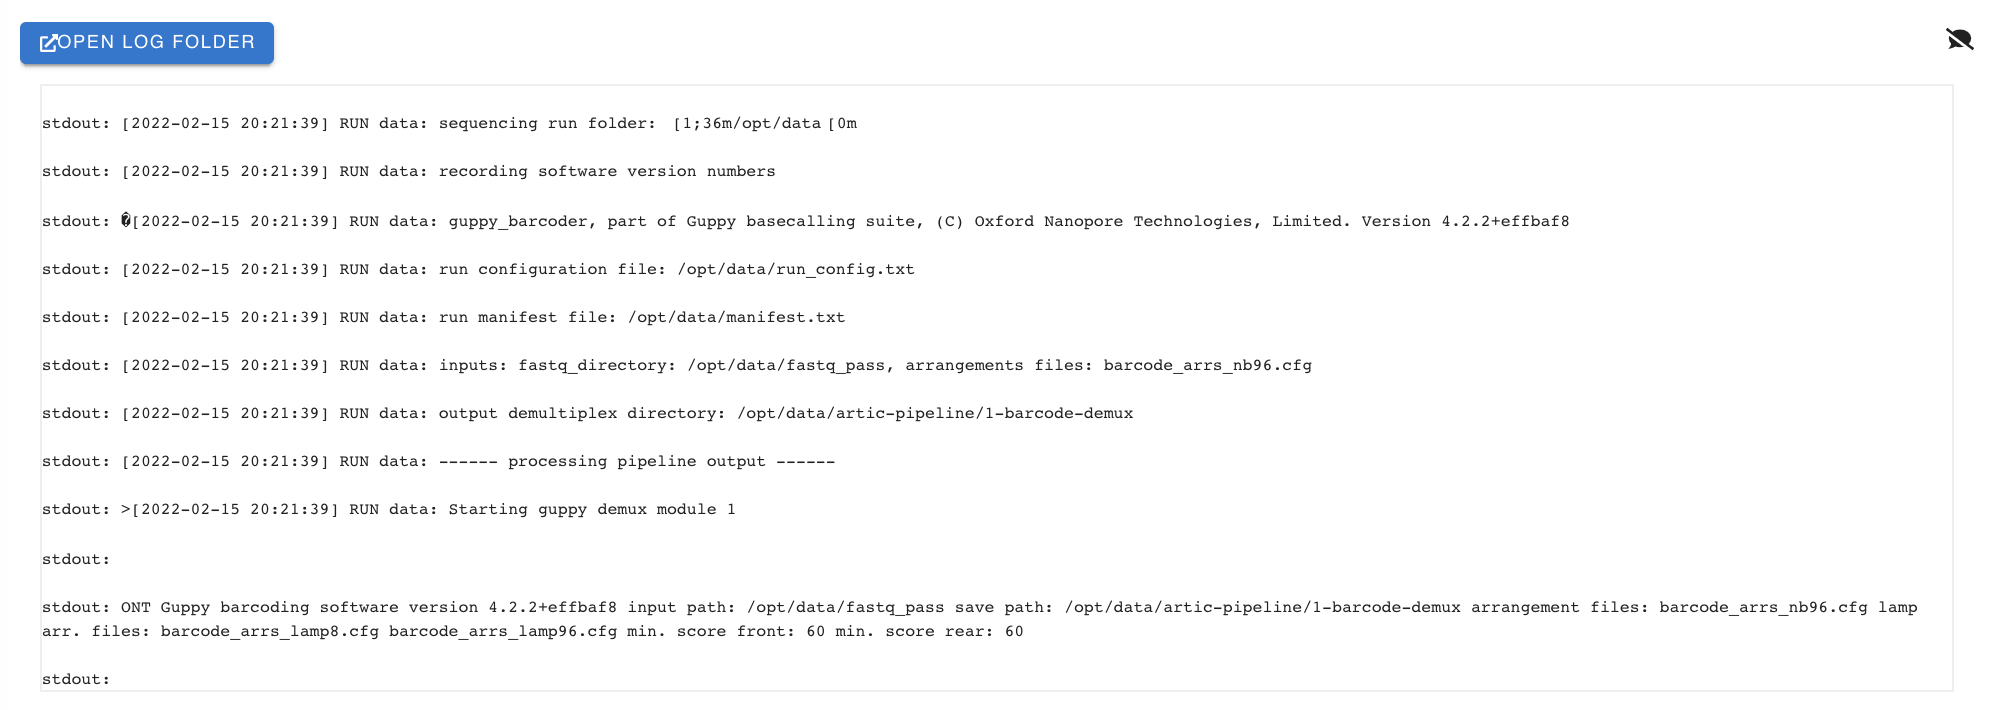 OPEN LOG FOLDER
stdout: [2022-02-15 20:21:39] RUN data: sequencing run folder: [1;36m/opt/data[0m
stdout: [2022-02-15 20:21:39] RUN data: recording software version numbers
stdout: �[2022-02-15 20:21:39] RUN data: guppy_barcoder, part of Guppy basecalling suite, (C) Oxford Nanopore Technologies, Limited. Version 4.2.2+effbaf8
stdout: [2022-02-15 20:21:39] RUN data: run configuration file: /opt/data/run_config.txt
stdout: [2022-02-15 20:21:39] RUN data: run manifest file: /opt/data/manifest.txt
stdout: [2022-02-15 20:21:39] RUN data: inputs: fastq_directory: /opt/data/fastq_pass, arrangements files: barcode_arrs_nb96.cfg
stdout: [2022-02-15 20:21:39] RUN data: output demultiplex directory: /opt/data/artic-pipeline/1-barcode-demux
stdout: [2022-02-15 20:21:39] RUN data: ------ processing pipeline output ------
stdout: >[2022-02-15 20:21:39] RUN data: Starting guppy demux module 1
stdout:
stdout: ONT Guppy barcoding software version 4.2.2+effbaf8 input path: /opt/data/fastq_pass save path: /opt/data/artic-pipeline/1-barcode-demux arrangement files: barcode_arrs_nb96.cfg lamp
arr. files: barcode_arrs_lamp8.cfg barcode_arrs_lamp96.cfg min. score front: 60 min. score rear: 60
stdout: